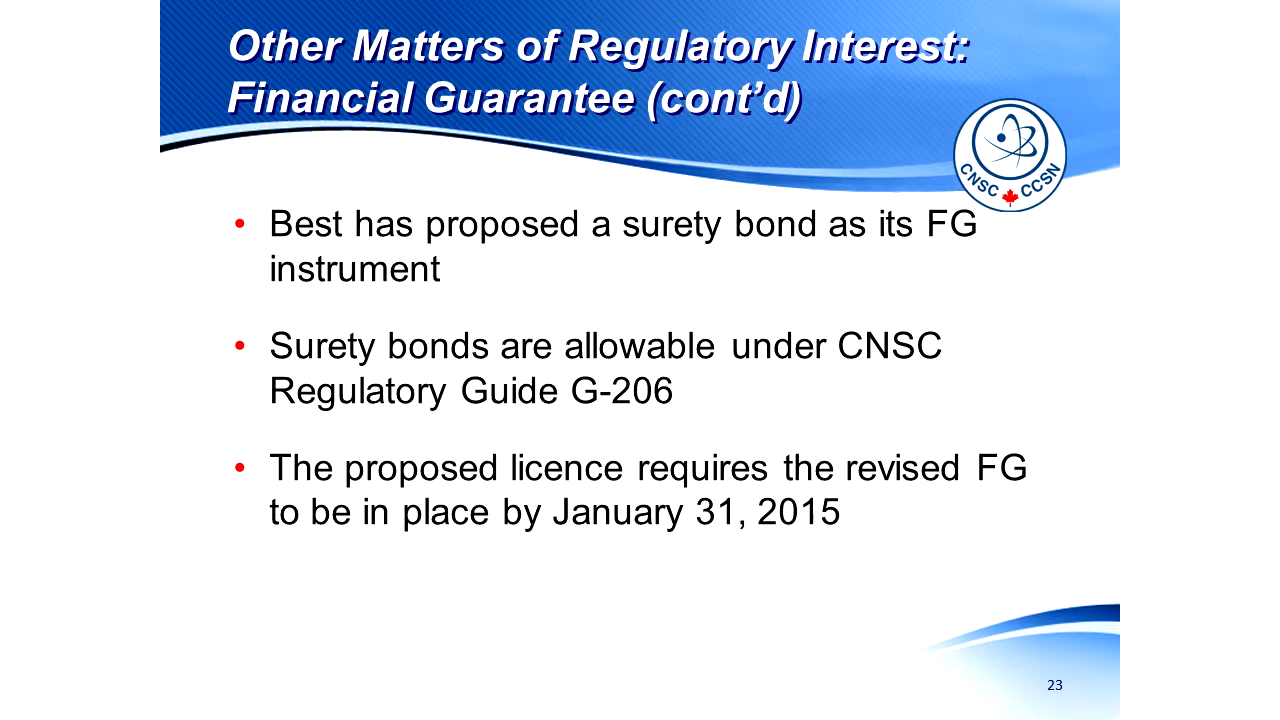 Other Matters of Regulatory Interest:
Financial Guarantee (cont’d)
CNSC CCSN
• Best has proposed a surety bond as its FG
instrument
• Surety bonds are allowable under CNSC
Regulatory Guide G-206
• The proposed licence requires the revised FG
to be in place by January 31, 2015
23